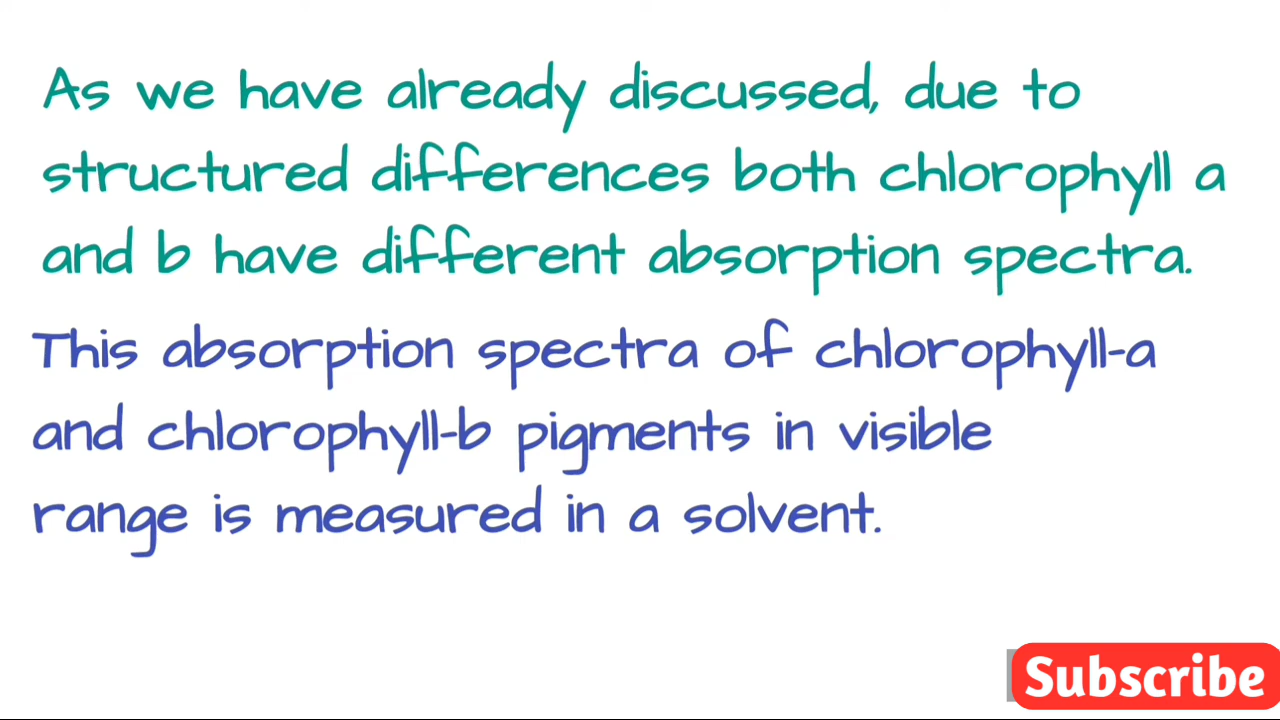 As we have already discussed, due to
structured differences both chlorophyll a
and b have different absorption spectra.
This absorption spectra of chlorophyll-a
and chlorophyll-b pigments in visible
range is measured in a solvent.
Subscribe